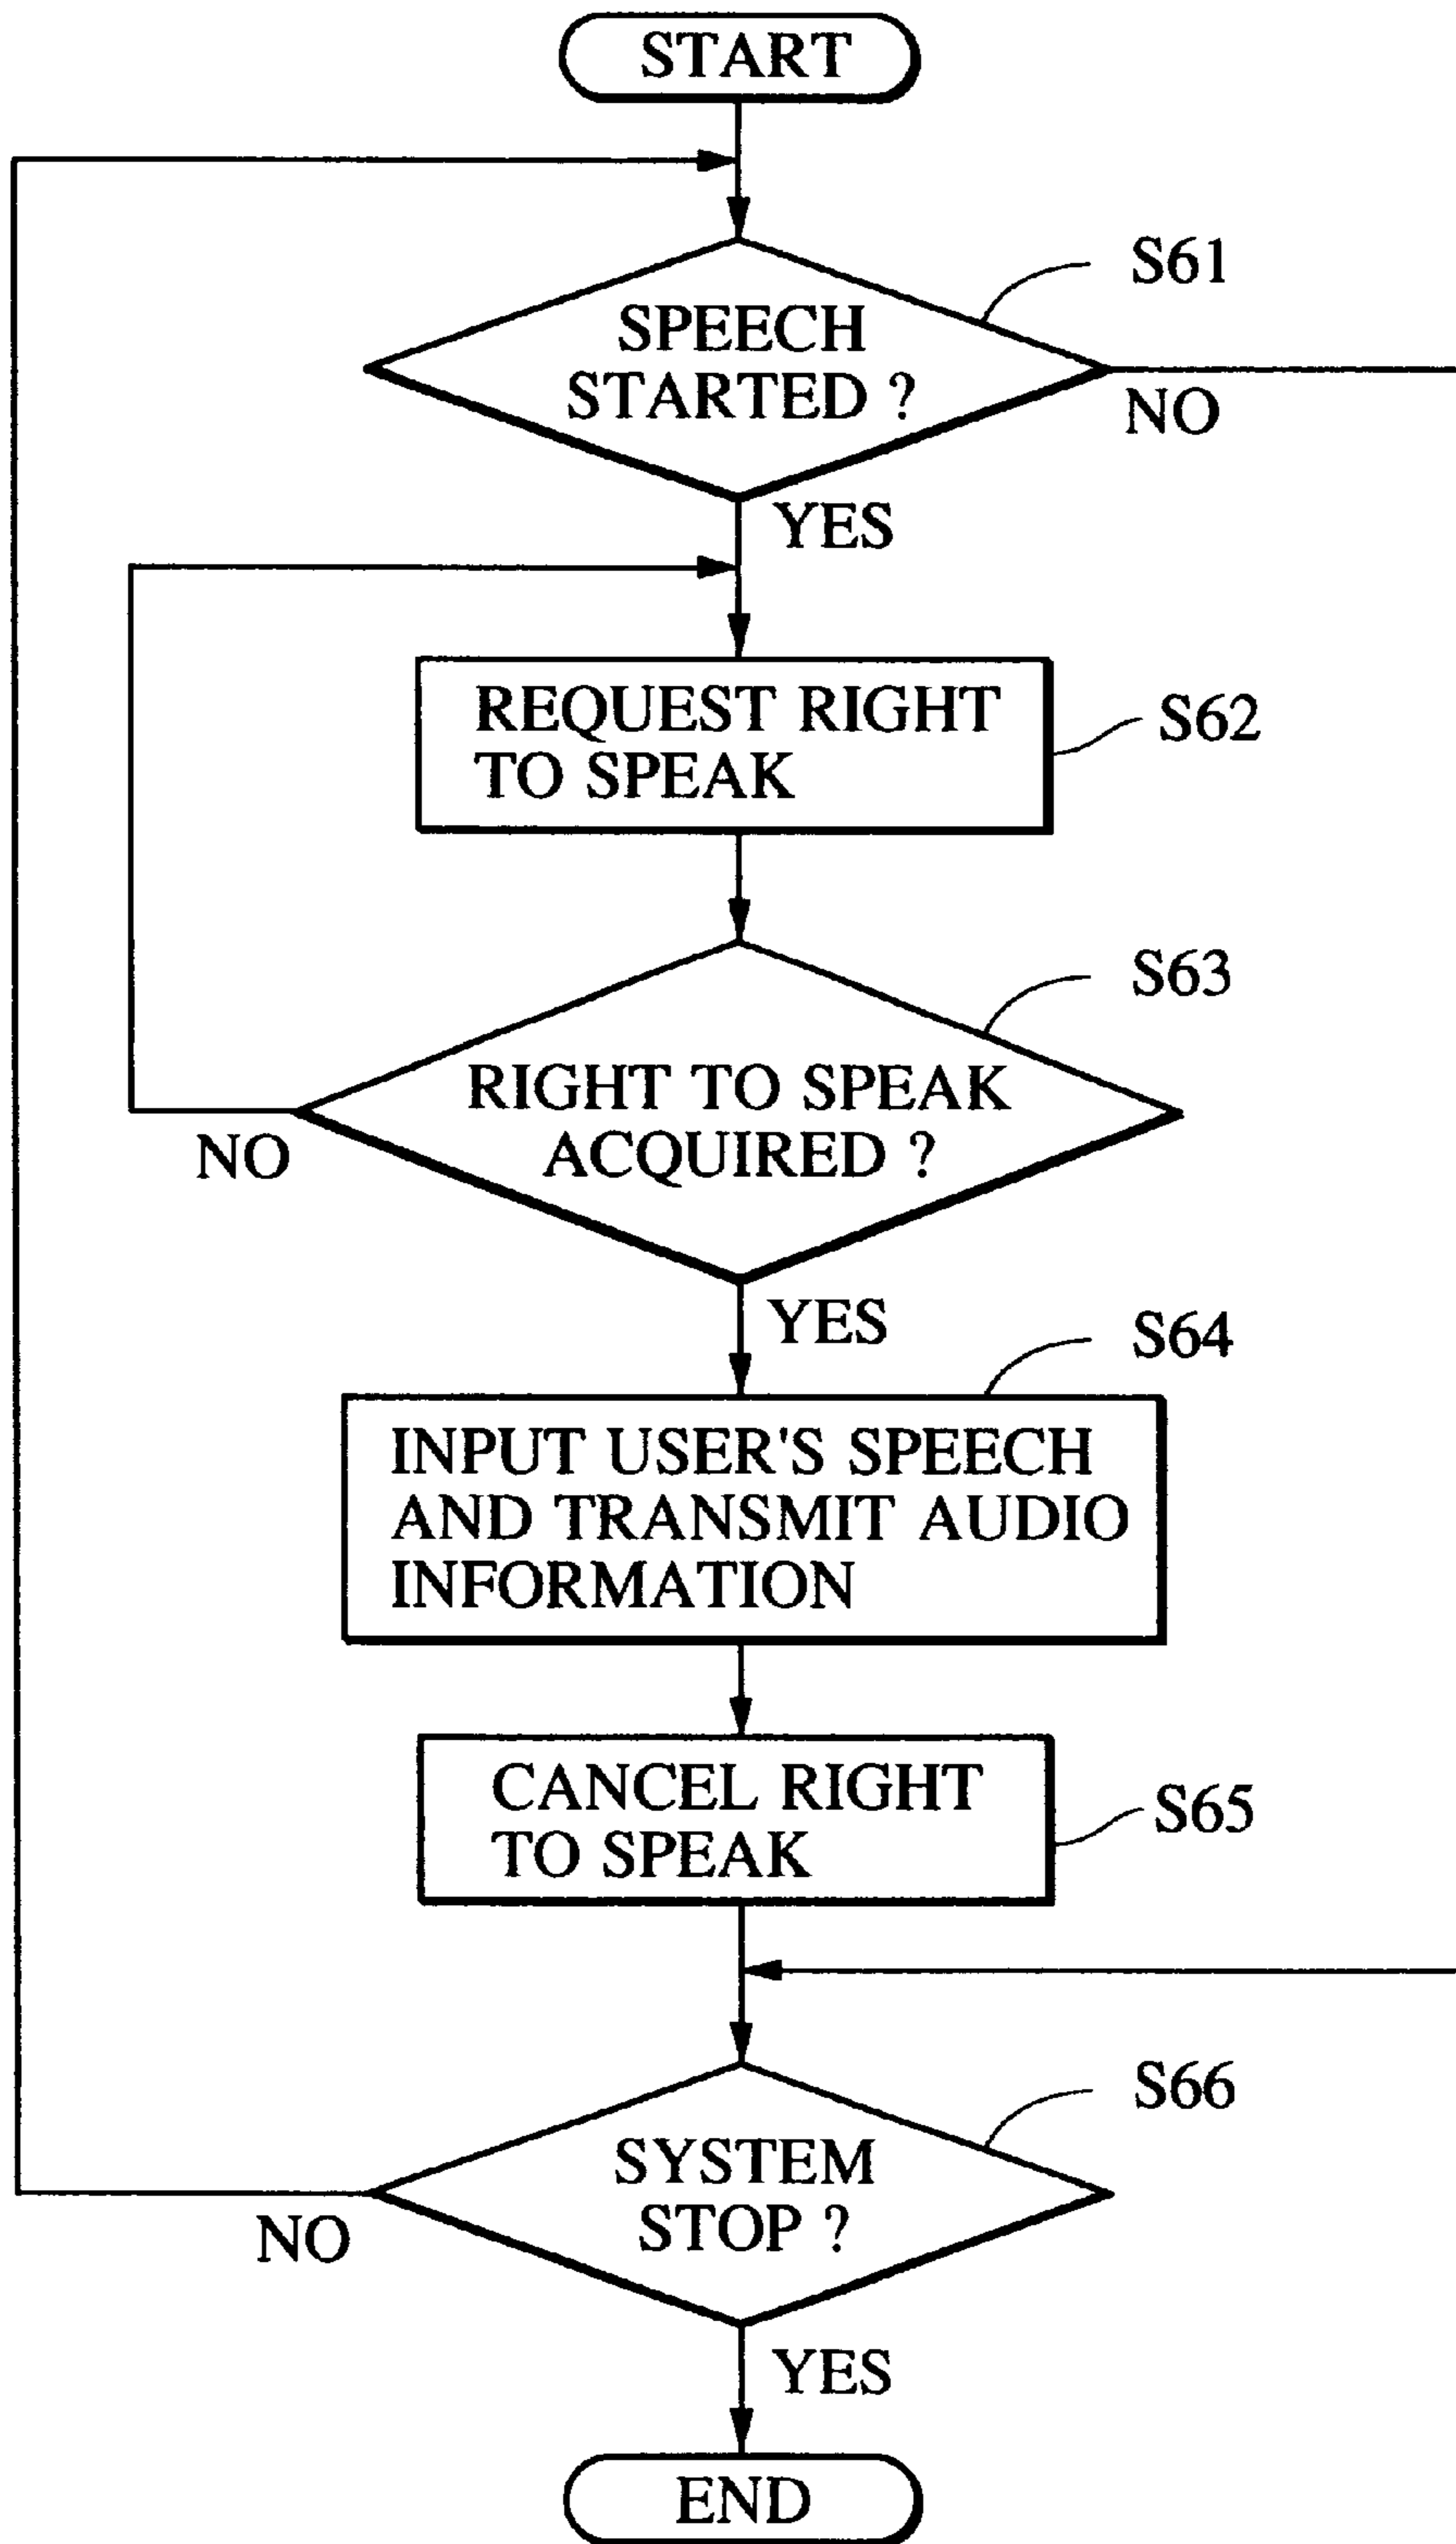 START
S61
SPEECH
STARTED ?
NO
YES
REQUEST RIGHT
TO SPEAK
S62
S63
RIGHT TO SPEAK
ACQUIRED ?
NO
YES
S64
INPUT USER'S SPEECH
AND TRANSMIT AUDIO
INFORMATION
CANCEL RIGHT
TO SPEAK
S65
S66
SYSTEM
STOP ?
NO
YES
END